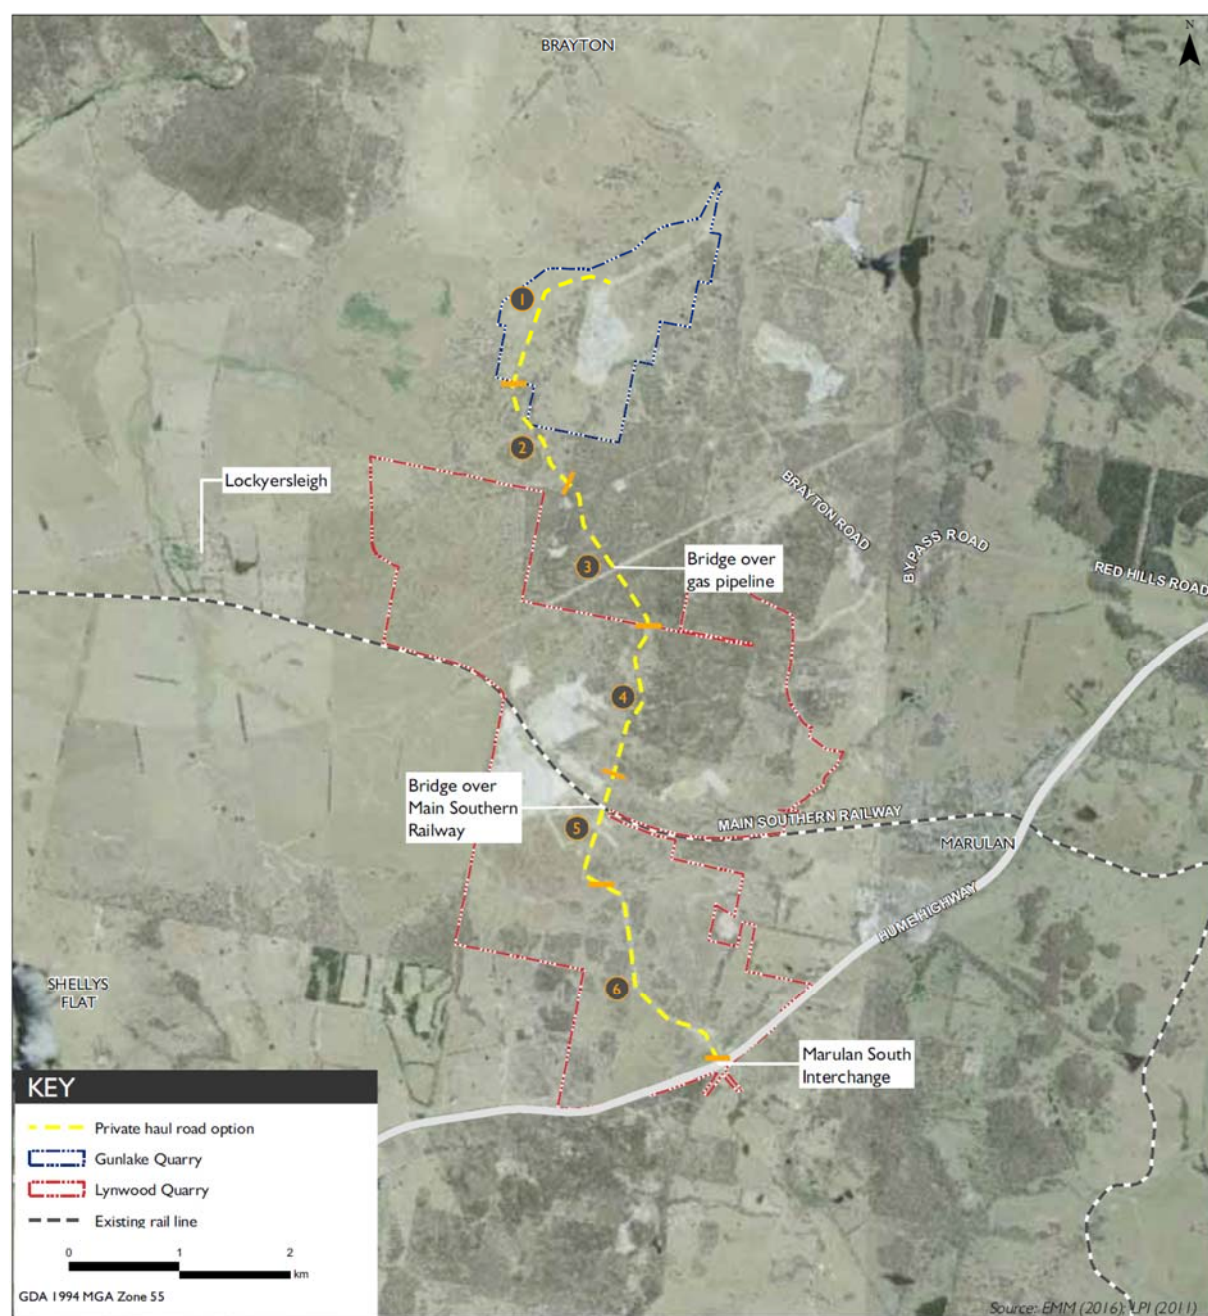 N
BRAYTON
1
2
Lockyersleigh
BRAYTON ROAD
BYPASS ROAD
RED HILLS ROAD
3
Bridge over
gas pipeline
4
Bridge over
Main Southern
Railway
MAIN SOUTHERN RAILWAY
5
MARULAN
HUME HIGHWAY
SHELLYS
FLAT
6
Marulan South
Interchange
KEY
Private haul road option
Gunlake Quarry
Lynwood Quarry
Existing rail line
0 1 2
km
GDA 1994 MGA Zone 55
Source: EMM (2016); LPI (2011)